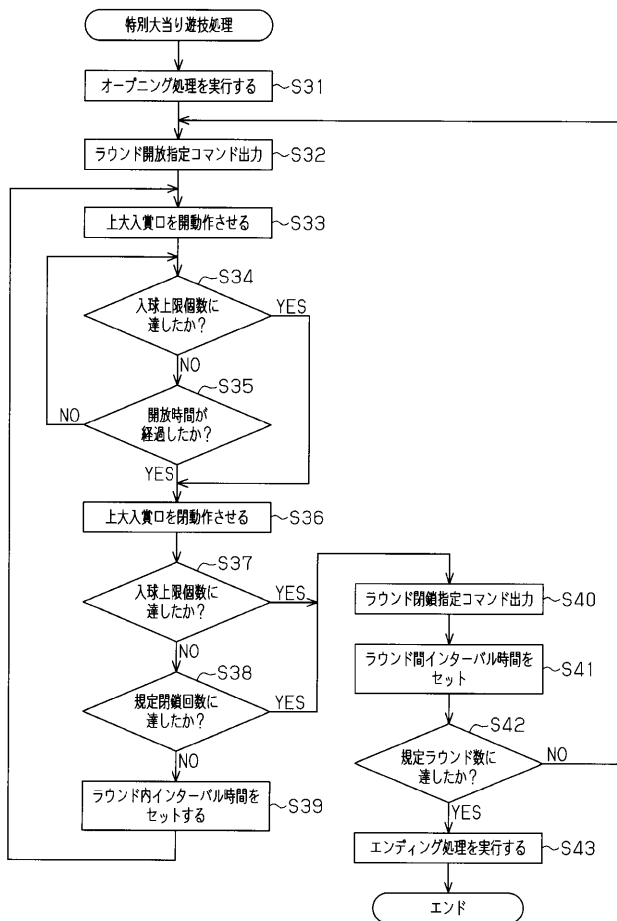 特別大当り遊技処理
オープニング処理を実行する
S31
ラウンド開放指定コマンド出力
S32
上大入賞口を開動作させる
S33
S34
入球上限個数に
達したか?
YES
NO
S35
開放時間が
経過したか?
NO
YES
上大入賞口を閉動作させる
S36
S37
入球上限個数に
達したか?
YES
NO
S38
規定閉鎖回数に
達したか?
YES
NO
ラウンド内インターバル時間を
セットする
S39
ラウンド閉鎖指定コマンド出力
S40
ラウンド間インターバル時間を
セット
S41
S42
規定ラウンド数に
達したか?
NO
YES
エンディング処理を実行する
S43
エンド